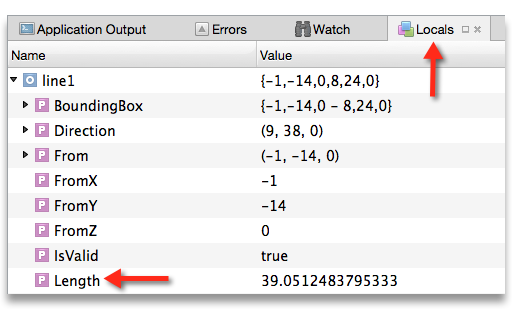 Application Output Errors Watch Locals
Name Value
line1 {-1,-14,0,8,24,0}
P BoundingBox {-1,-14,0 - 8,24,0}
P Direction (9, 38, 0)
P From (-1, -14, 0)
P FromX -1
P FromY -14
P FromZ 0
P IsValid true
P Length 39.0512483795333